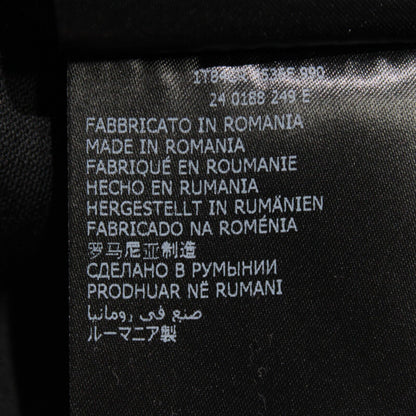 24 0188 249 E
FABBRICATO IN ROMANIA
MADE IN ROMANIA
FABRIQUÉ EN ROUMANIE
HECHO EN RUMANIA
HERGESTELLT IN RUMÄNIEN
FABRICADO NA ROMÉNIA
罗马尼亚制造
СДЕЛАНО В РУМЫНИИ
PRODHUAR NË RUMANI
صنع في رومانيا
ルーマニア製